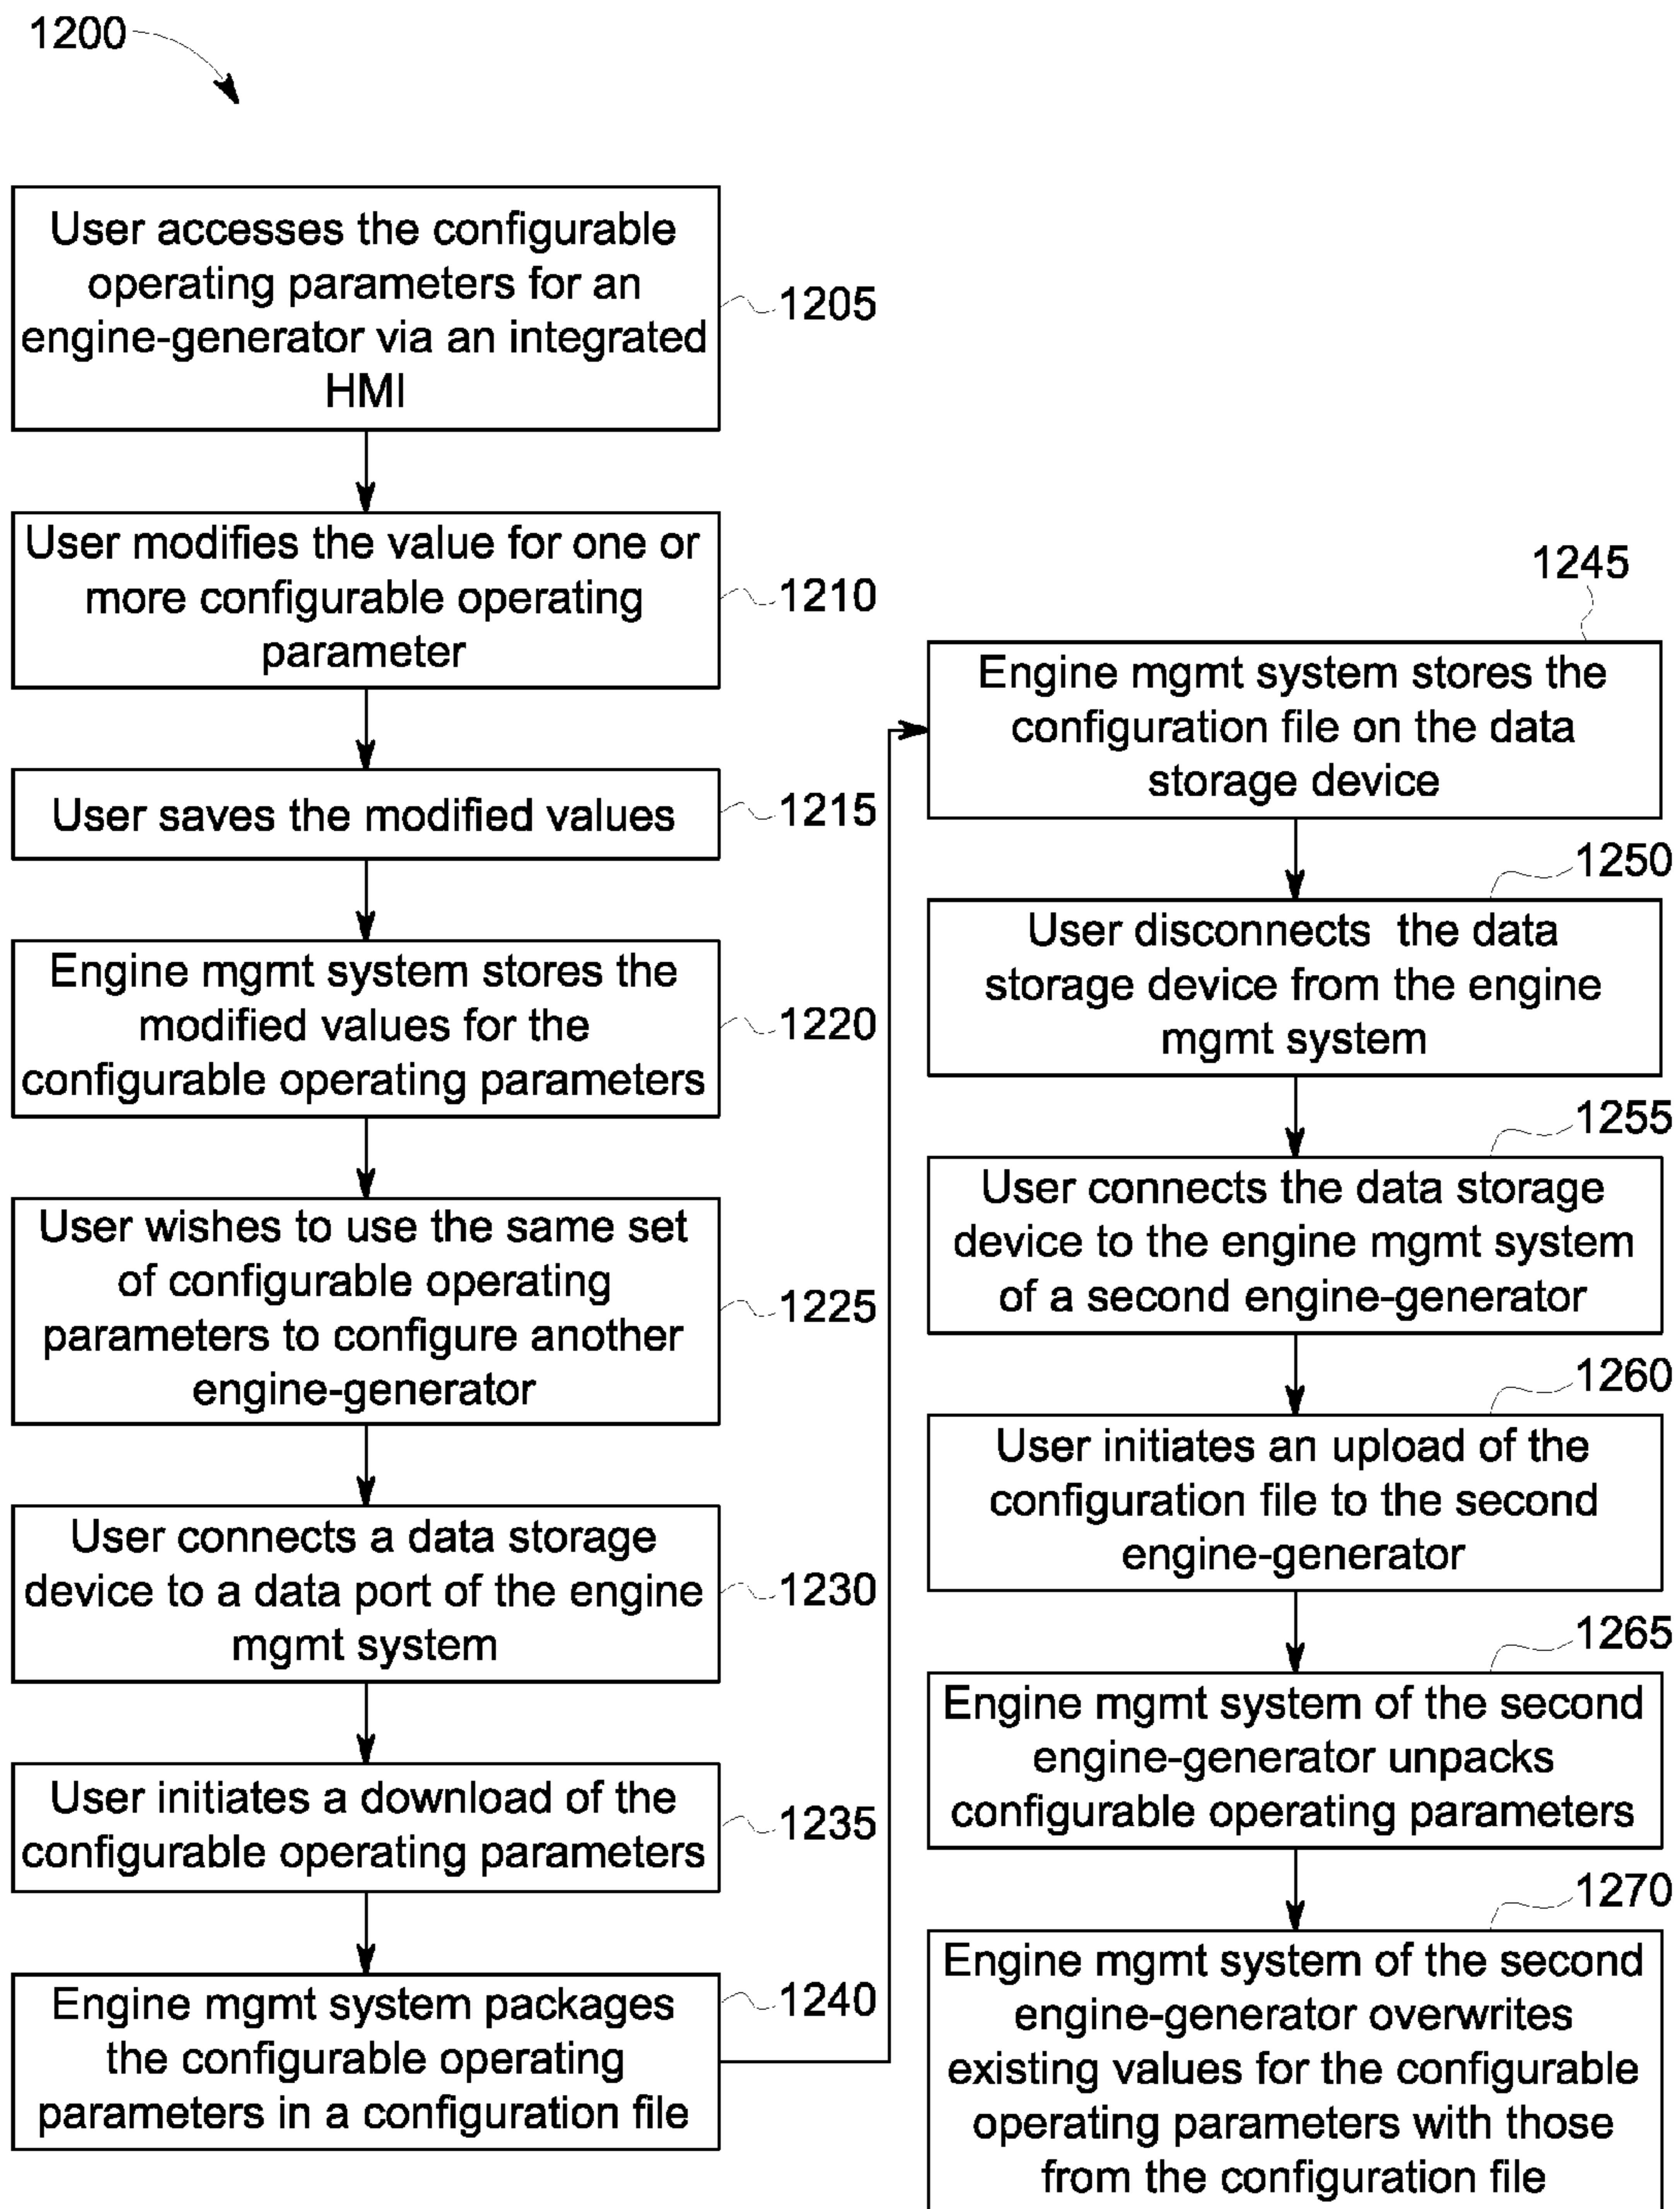 1200
User accesses the configurable
operating parameters for an
engine-generator via an integrated
HMI
1205
User modifies the value for one or
more configurable operating
parameter
1210
User saves the modified values
1215
Engine mgmt system stores the
modified values for the
configurable operating parameters
1220
User wishes to use the same set
of configurable operating
parameters to configure another
engine-generator
1225
User connects a data storage
device to a data port of the engine
mgmt system
1230
User initiates a download of the
configurable operating parameters
1235
Engine mgmt system packages
the configurable operating
parameters in a configuration file
1240
1245
Engine mgmt system stores the
configuration file on the data
storage device
1250
User disconnects the data
storage device from the engine
mgmt system
1255
User connects the data storage
device to the engine mgmt system
of a second engine-generator
1260
User initiates an upload of the
configuration file to the second
engine-generator
1265
Engine mgmt system of the second
engine-generator unpacks
configurable operating parameters
1270
Engine mgmt system of the second
engine-generator overwrites
existing values for the configurable
operating parameters with those
from the configuration file